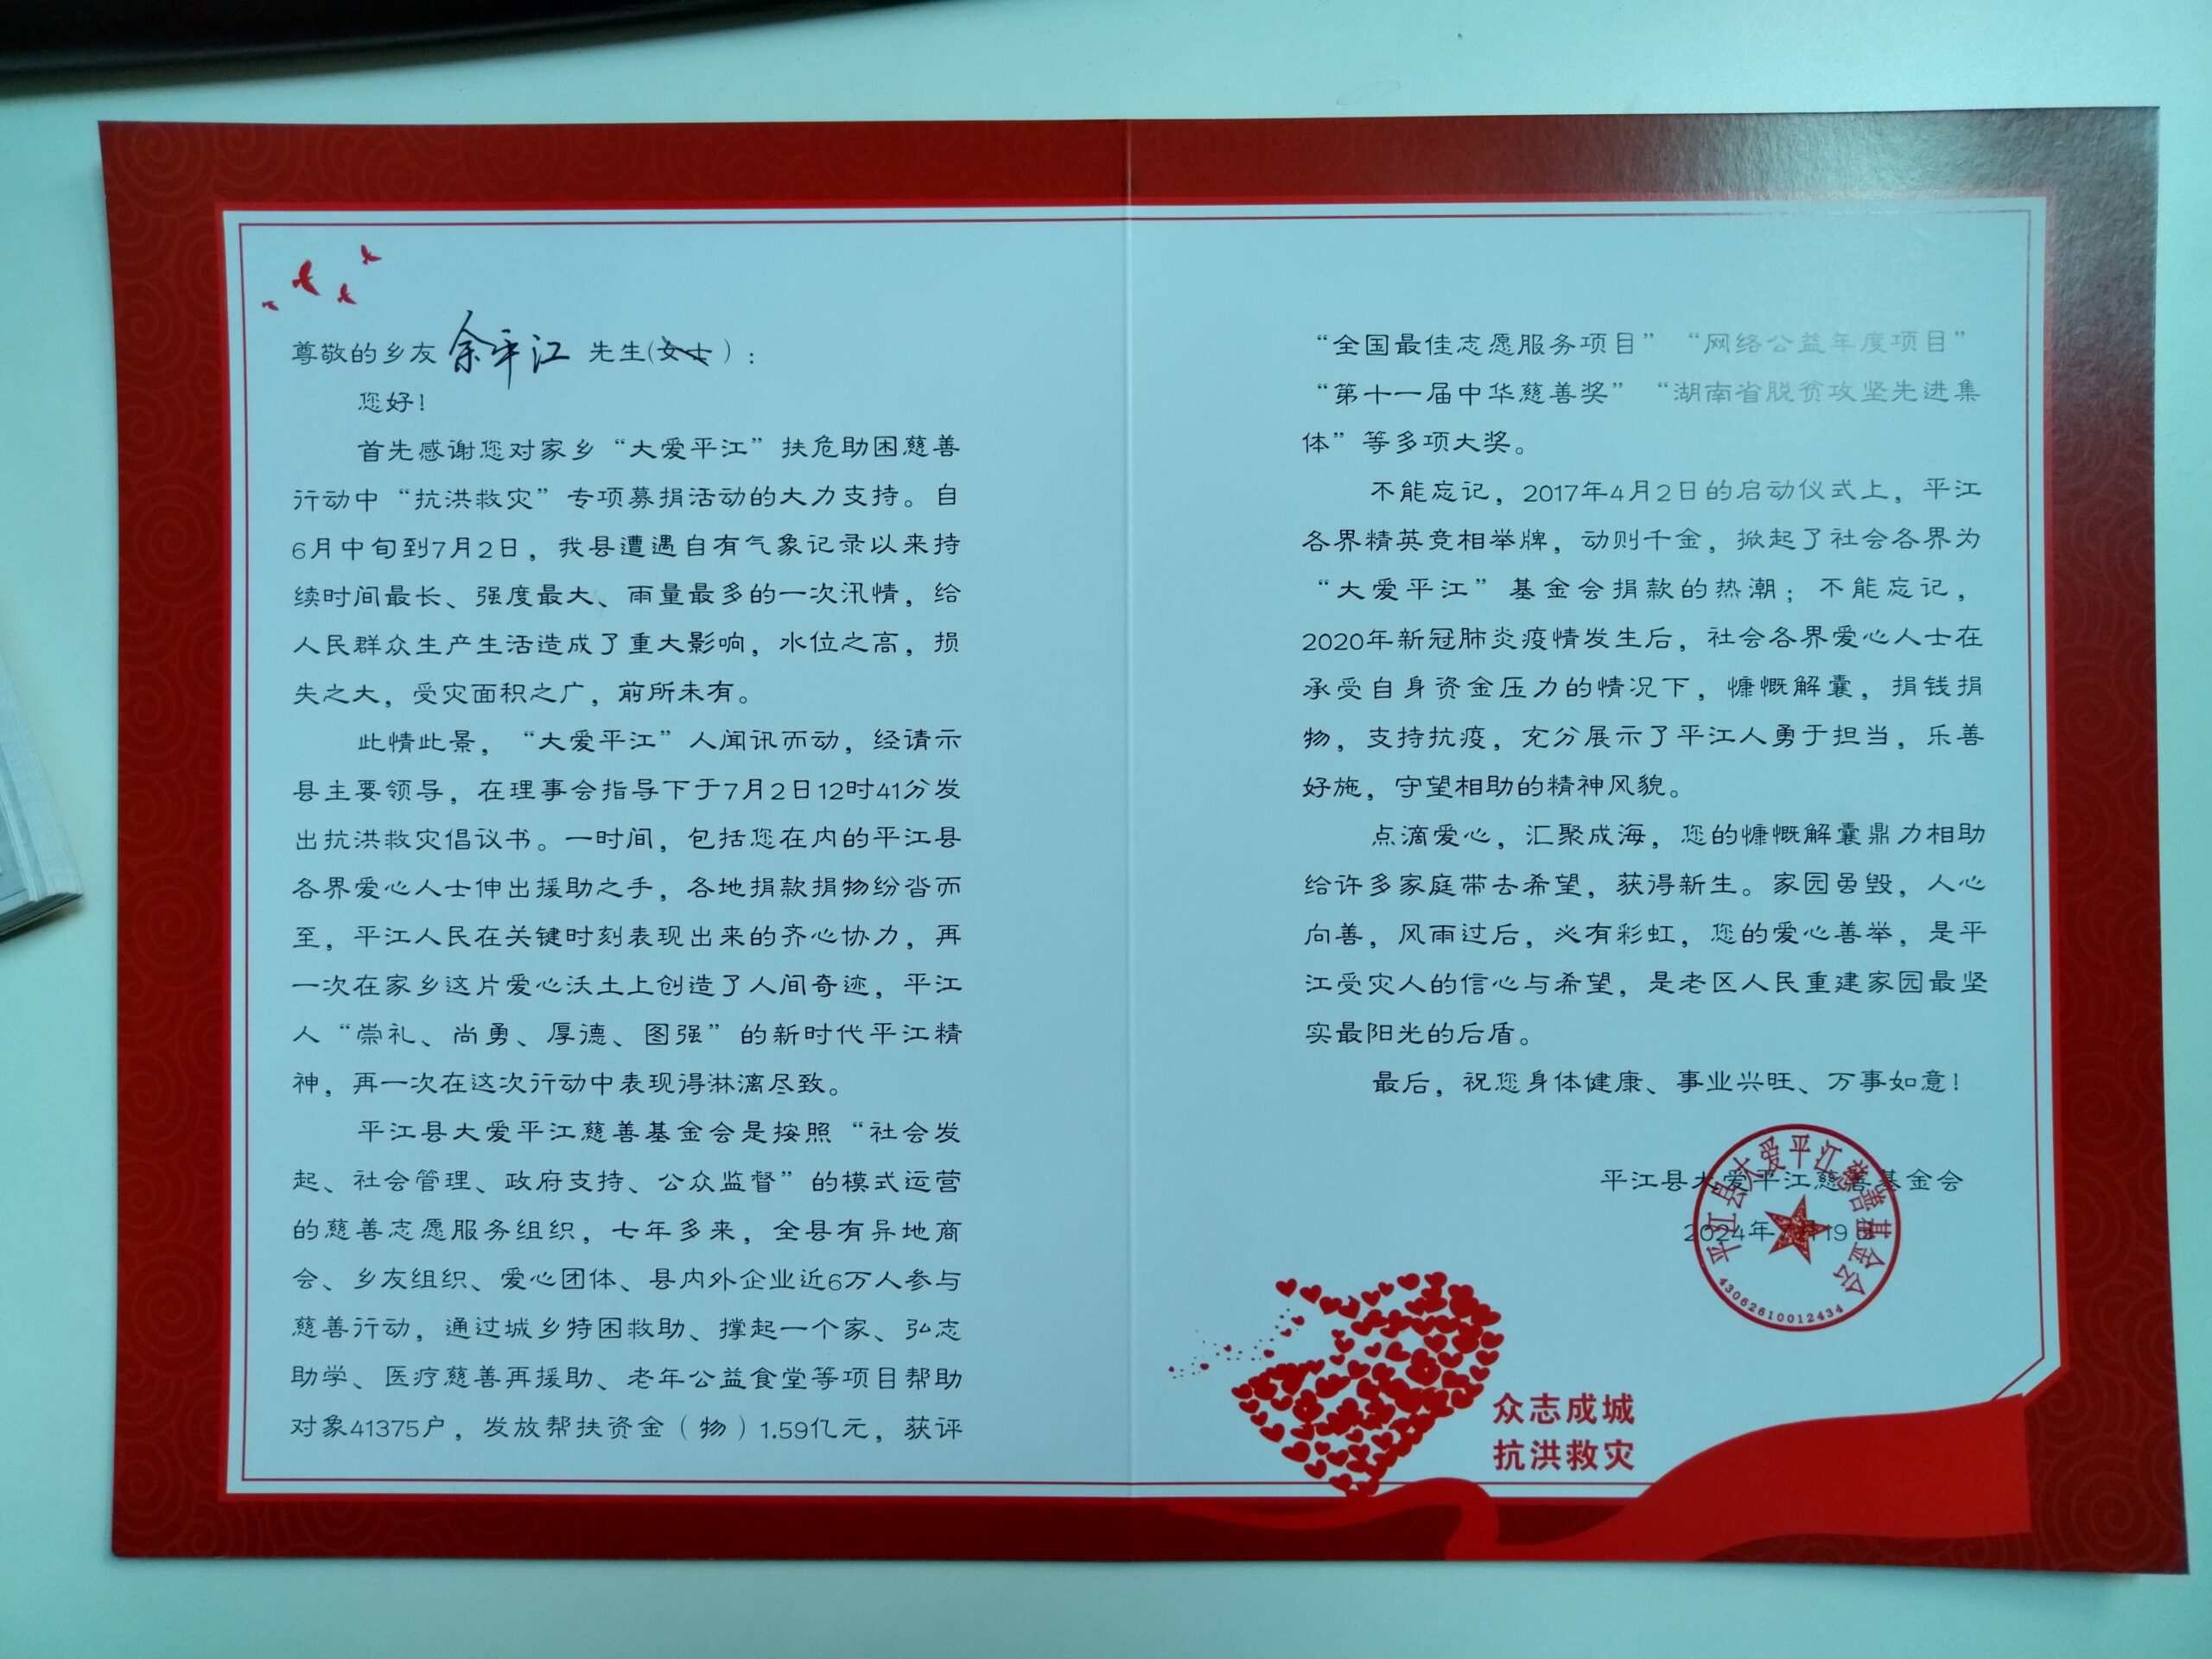 尊敬的乡友 余平江 先生(女士):
您好!
首先感谢您对家乡“大爱平江”扶危助困慈善
行动中“抗洪救灾”专项募捐活动的大力支持。自
6月中旬到7月2日，我县遭遇自有气象记录以来持
续时间最长、强度最大、雨量最多的一次汛情，给
人民群众生产生活造成了重大影响，水位之高，损
失之大，受灾面积之广，前所未有。
此情此景，“大爱平江”人闻讯而动，经请示
县主要领导，在理事会指导下于7月2日12时41分发
出抗洪救灾倡议书。一时间，包括您在内的平江县
各界爱心人士伸出援助之手，各地捐款捐物纷沓而
至，平江人民在关键时刻表现出来的齐心协力，再
一次在家乡这片爱心沃土上创造了人间奇迹，平江
人“崇礼、尚勇、厚德、图强”的新时代平江精
神，再一次在这次行动中表现得淋漓尽致。
平江县大爱平江慈善基金会是按照“社会发
起、社会管理、政府支持、公众监督”的模式运营
的慈善志愿服务组织，七年多来，全县有异地商
会、乡友组织、爱心团体、县内外企业近6万人参与
慈善行动，通过城乡特困救助、撑起一个家、弘志
助学、医疗慈善再援助、老年公益食堂等项目帮助
对象41375户，发放帮扶资金（物）1.59亿元，获评
“全国最佳志愿服务项目” “网络公益年度项目”
“第十一届中华慈善奖” “湖南省脱贫攻坚先进集
体”等多项大奖。
不能忘记，2017年4月2日的启动仪式上，平江
各界精英竞相举牌，动则千金，掀起了社会各界为
“大爱平江”基金会捐款的热潮；不能忘记，
2020年新冠肺炎疫情发生后，社会各界爱心人士在
承受自身资金压力的情况下，慷慨解囊，捐钱捐
物，支持抗疫，充分展示了平江人勇于担当，乐善
好施，守望相助的精神风貌。
点滴爱心，汇聚成海，您的慷慨解囊鼎力相助
给许多家庭带去希望，获得新生。家园虽毁，人心
向善，风雨过后，必有彩虹，您的爱心善举，是平
江受灾人的信心与希望，是老区人民重建家园最坚
实最阳光的后盾。
最后，祝您身体健康、事业兴旺、万事如意!
平江县大爱平江慈善基金会
2024年 月19日
平江县大爱平江慈善基金会
43062610012434
众志成城
抗洪救灾